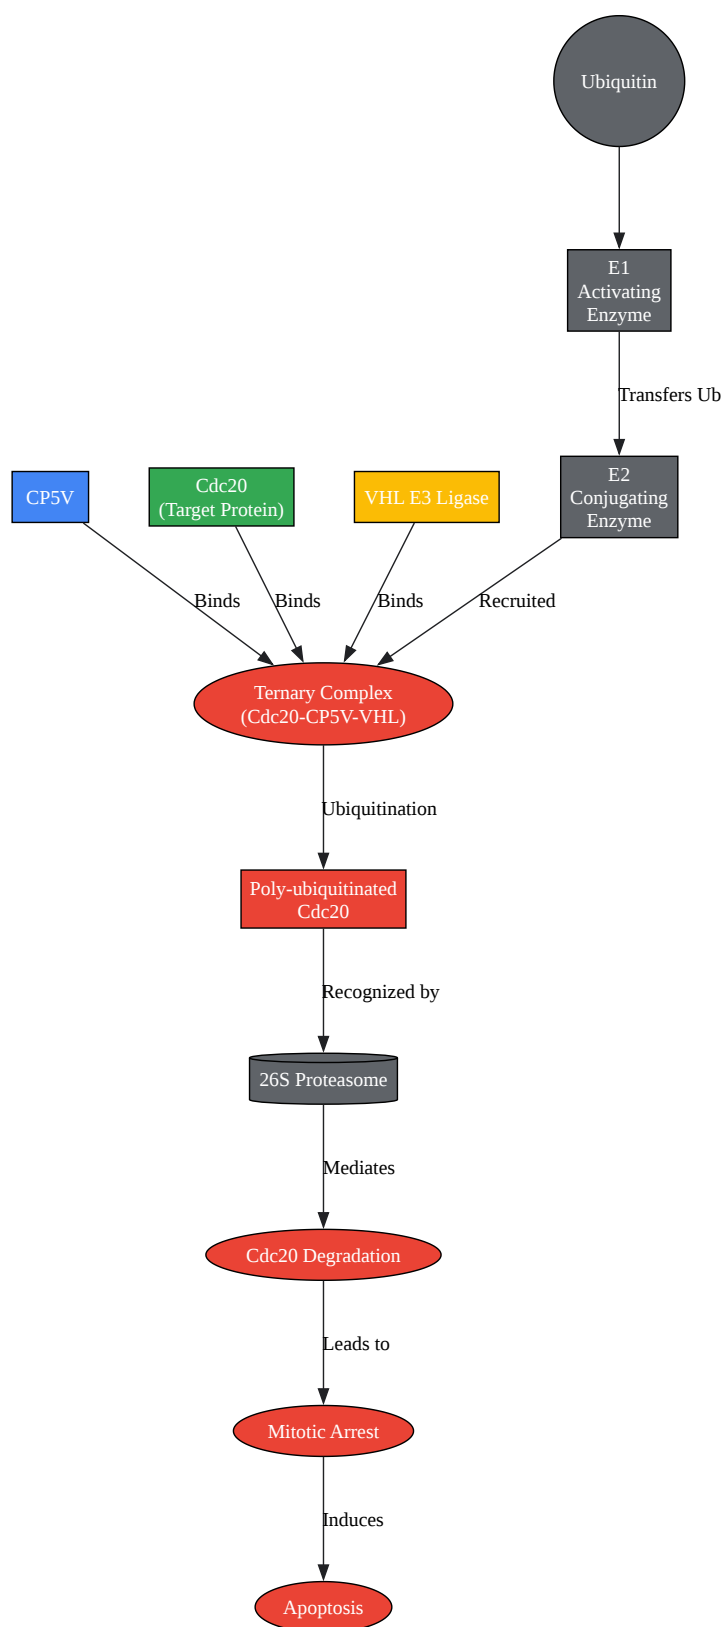 Ubiquitin
E1
Activating
Enzyme
Transfers Ub
CP5V
Cdc20
(Target Protein)
VHL E3 Ligase
E2
Conjugating
Enzyme
Binds
Binds
Binds
Recruited
Ternary Complex
(Cdc20-CP5V-VHL)
Ubiquitination
Poly-ubiquitinated
Cdc20
Recognized by
26S Proteasome
Mediates
Cdc20 Degradation
Leads to
Mitotic Arrest
Induces
Apoptosis